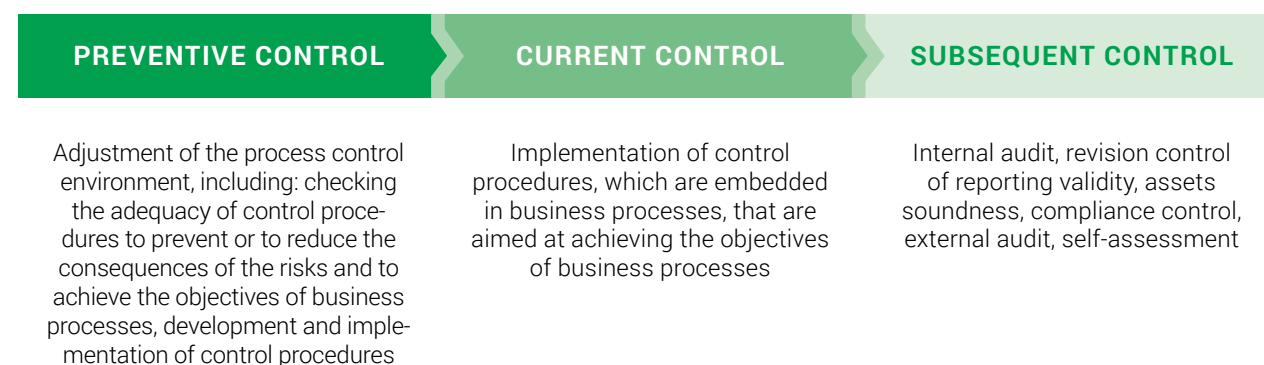 PREVENTIVE CONTROL
CURRENT CONTROL
SUBSEQUENT CONTROL
Adjustment of the process control
environment, including: checking
the adequacy of control proce-
dures to prevent or to reduce the
consequences of the risks and to
achieve the objectives of business
processes, development and imple-
mentation of control procedures
Implementation of control
procedures, which are embedded
in business processes, that are
aimed at achieving the objectives
of business processes
Internal audit, revision control
of reporting validity, assets
soundness, compliance control,
external audit, self-assessment